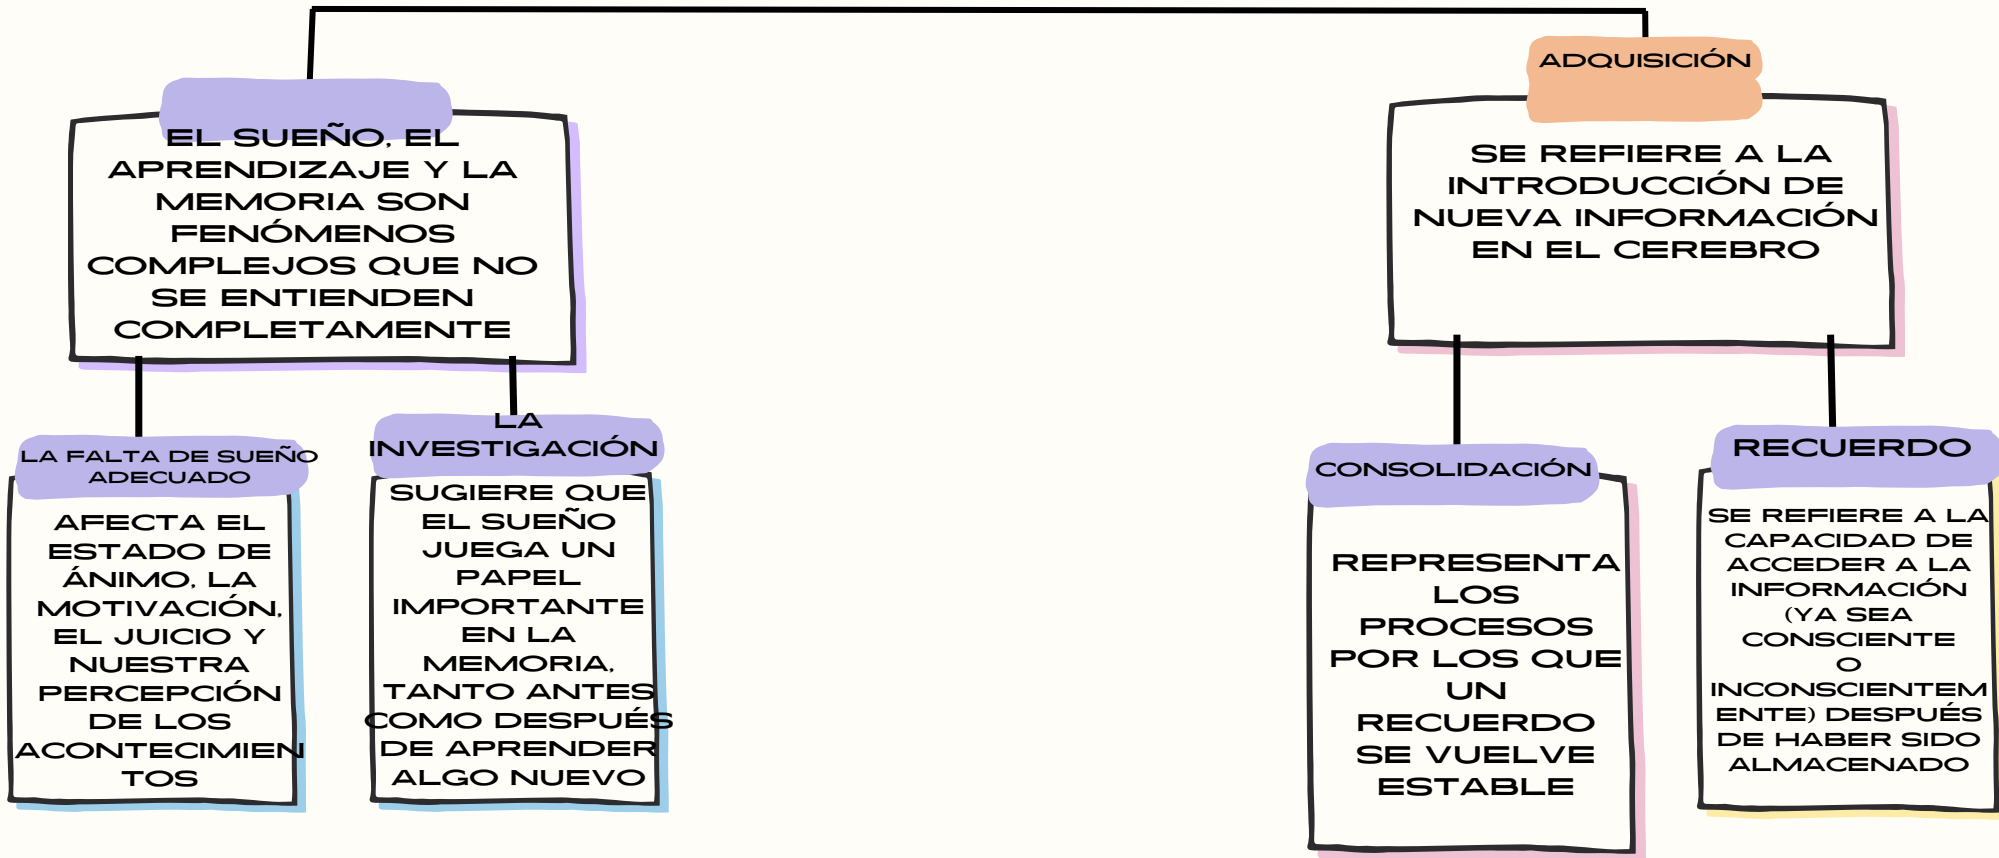 EL SUEÑO, EL
APRENDIZAJE Y LA
MEMORIA SON
FENÓMENOS
COMPLEJOS QUE NO
SE ENTIENDEN
COMPLETAMENTE
LA FALTA DE SUEÑO
ADECUADO
AFECTA EL
ESTADO DE
ÁNIMO, LA
MOTIVACIÓN,
EL JUICIO Y
NUESTRA
PERCEPCIÓN
DE LOS
ACONTECIMIEN
TOS
LA
INVESTIGACIÓN
SUGIERE QUE
EL SUEÑO
JUEGA UN
PAPEL
IMPORTANTE
EN LA
MEMORIA,
TANTO ANTES
COMO DESPUÉS
DE APRENDER
ALGO NUEVO
ADQUISICIÓN
SE REFIERE A LA
INTRODUCCIÓN DE
NUEVA INFORMACIÓN
EN EL CEREBRO
CONSOLIDACIÓN
REPRESENTA
LOS
PROCESOS
POR LOS QUE
UN
RECUERDO
SE VUELVE
ESTABLE
RECUERDO
SE REFIERE A LA
CAPACIDAD DE
ACCEDER A LA
INFORMACIÓN
(YA SEA
CONSCIENTE
O
INCONSCIENTEM
ENTE) DESPUÉS
DE HABER SIDO
ALMACENADO